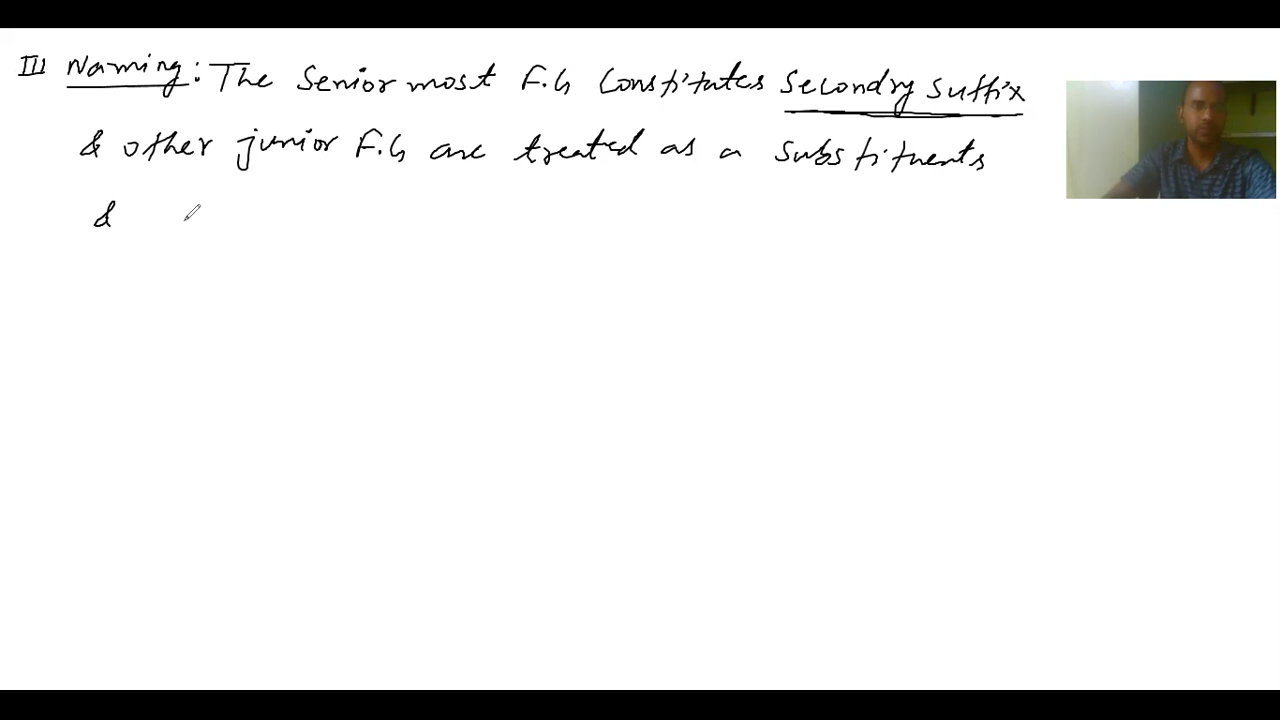 III Naming: The Senior most F.G Constitutes Secondry Suffix
& other junior F.G are treated as a Substituents
&